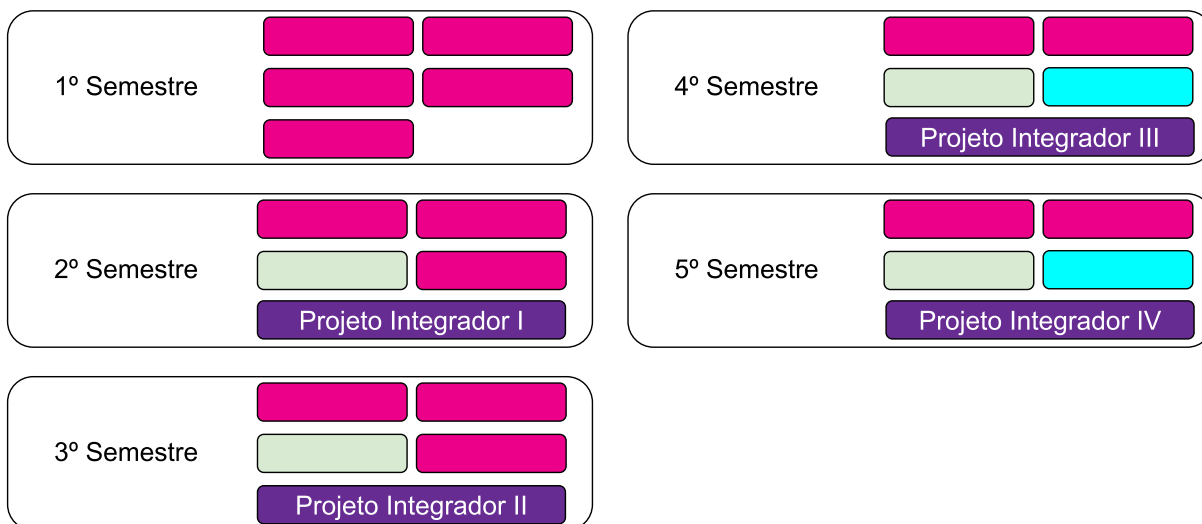 1º Semestre
2º Semestre
Projeto Integrador I
3º Semestre
Projeto Integrador II
4º Semestre
Projeto Integrador III
5º Semestre
Projeto Integrador IV